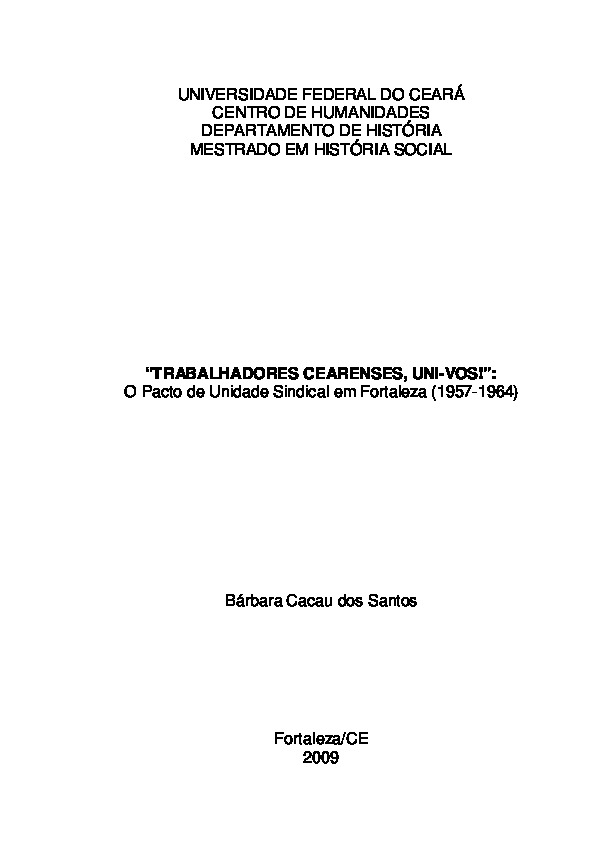 UNIVERSIDADE FEDERAL DO CEARÁ
CENTRO DE HUMANIDADES
DEPARTAMENTO DE HISTÓRIA
MESTRADO EM HISTÓRIA SOCIAL
“TRABALHADORES CEARENSES, UNI-VOS!”:
O Pacto de Unidade Sindical em Fortaleza (1957-1964)
Bárbara Cacau dos Santos
Fortaleza/CE
2009